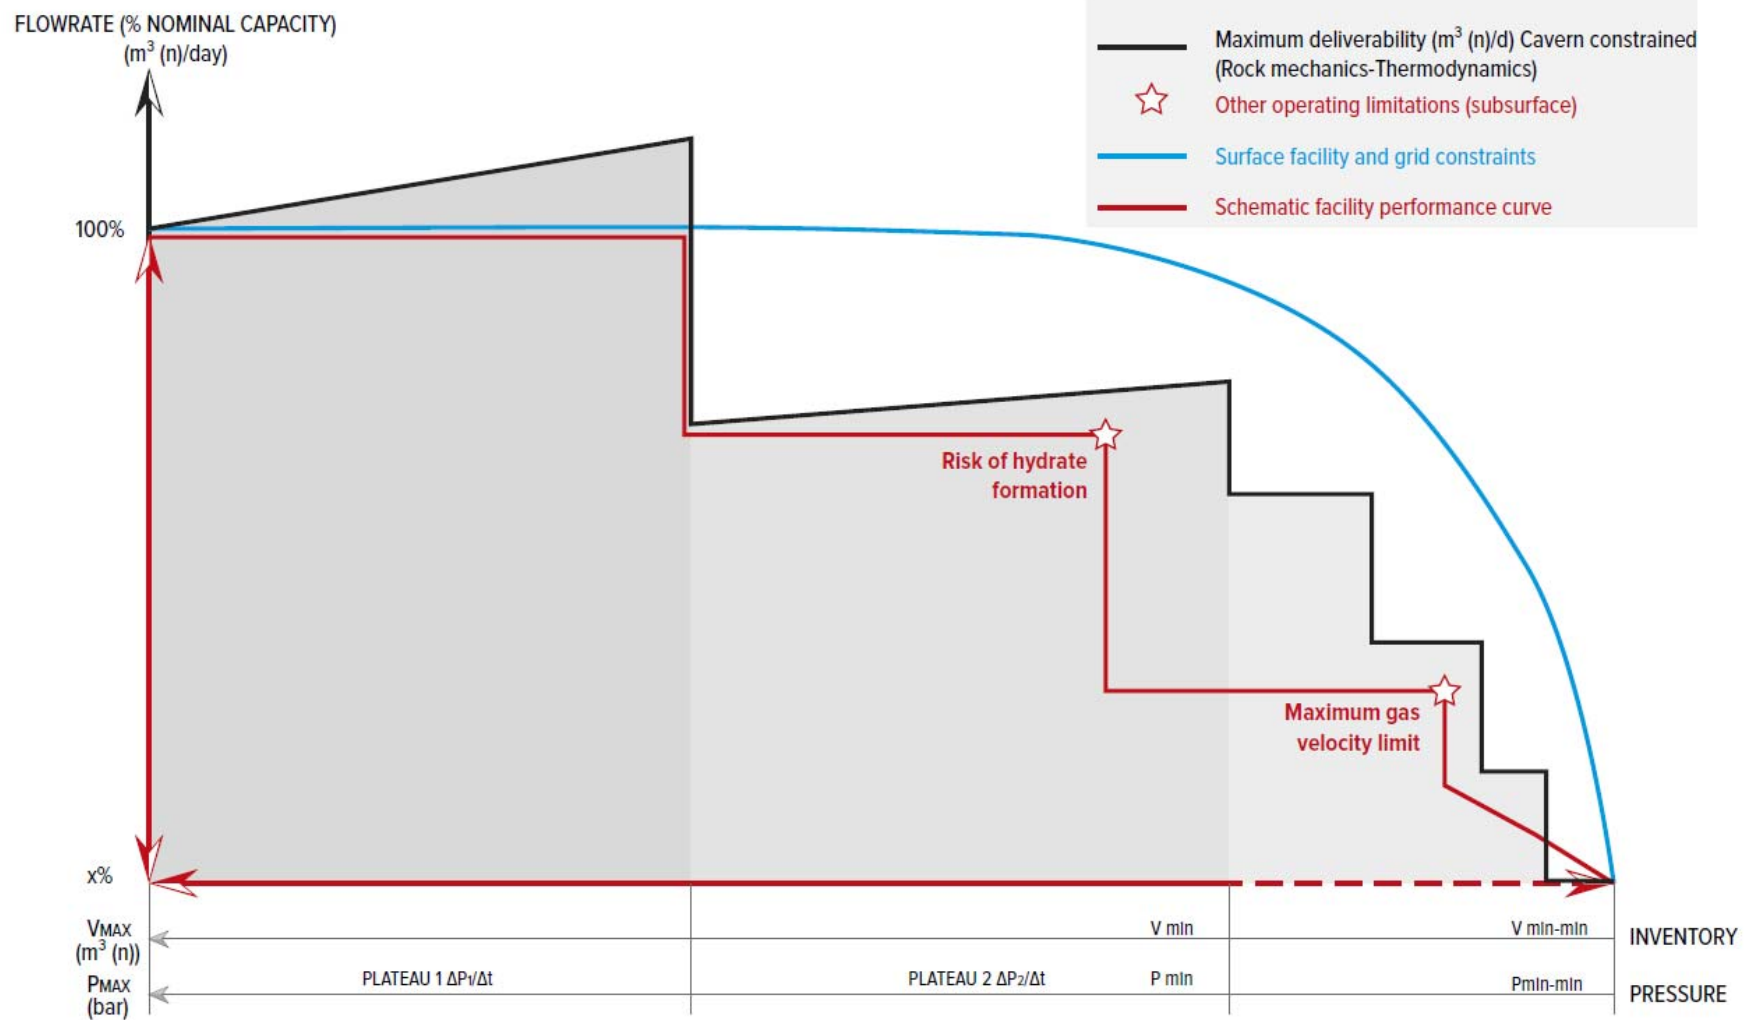 FLOWRATE (% NOMINAL CAPACITY)
(m³ (n)/day)
Maximum deliverability (m³ (n)/d) Cavern constrained
(Rock mechanics-Thermodynamics)
Other operating limitations (subsurface)
Surface facility and grid constraints
Schematic facility performance curve
100%
Risk of hydrate
formation
Maximum gas
velocity limit
x%
VMAX
(m³ (n))
V min
V min-min
INVENTORY
PMAX
(bar)
PLATEAU 1 ΔP1/Δt
PLATEAU 2 ΔP2/Δt
P min
Pmin-min
PRESSURE